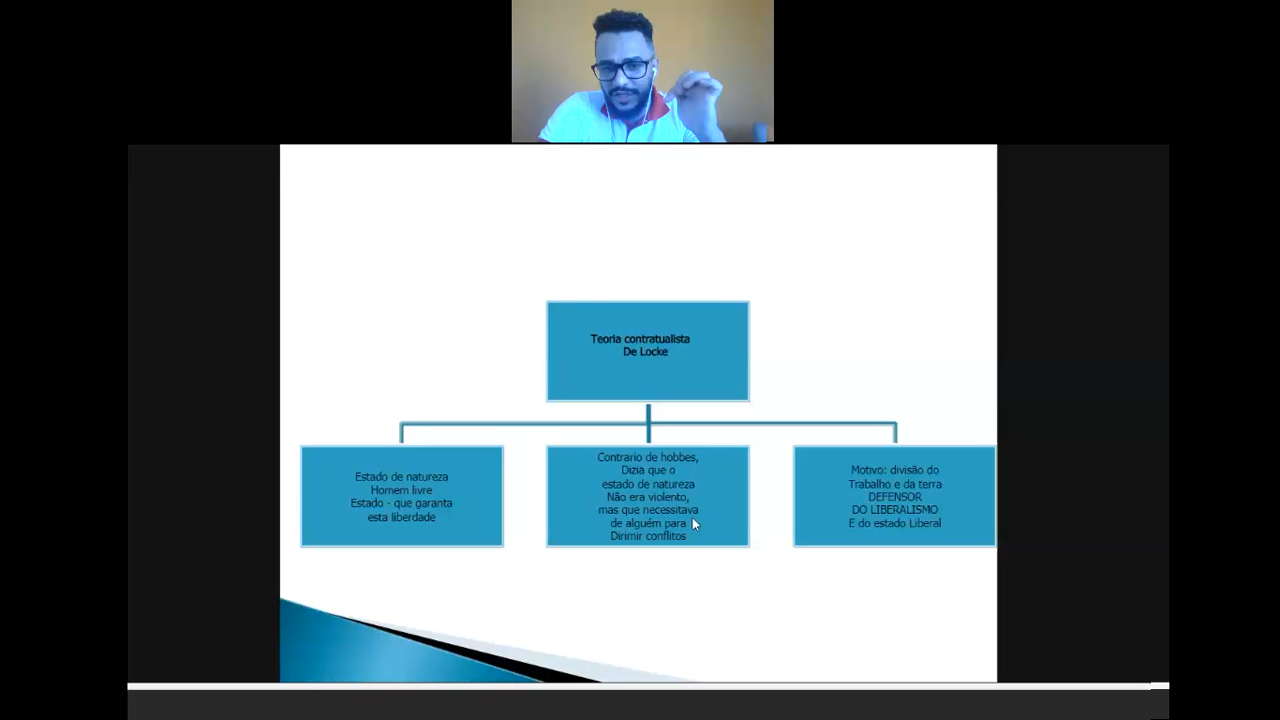 Teoria contratualista
De Locke
Estado de natureza
Homem livre
Estado - que garanta
esta liberdade
Contrario de hobbes,
Dizia que o
estado de natureza
Não era violento,
mas que necessitava
de alguém para
Dirimir conflitos
Motivo: divisão do
Trabalho e da terra
DEFENSOR
DO LIBERALISMO
E do estado Liberal